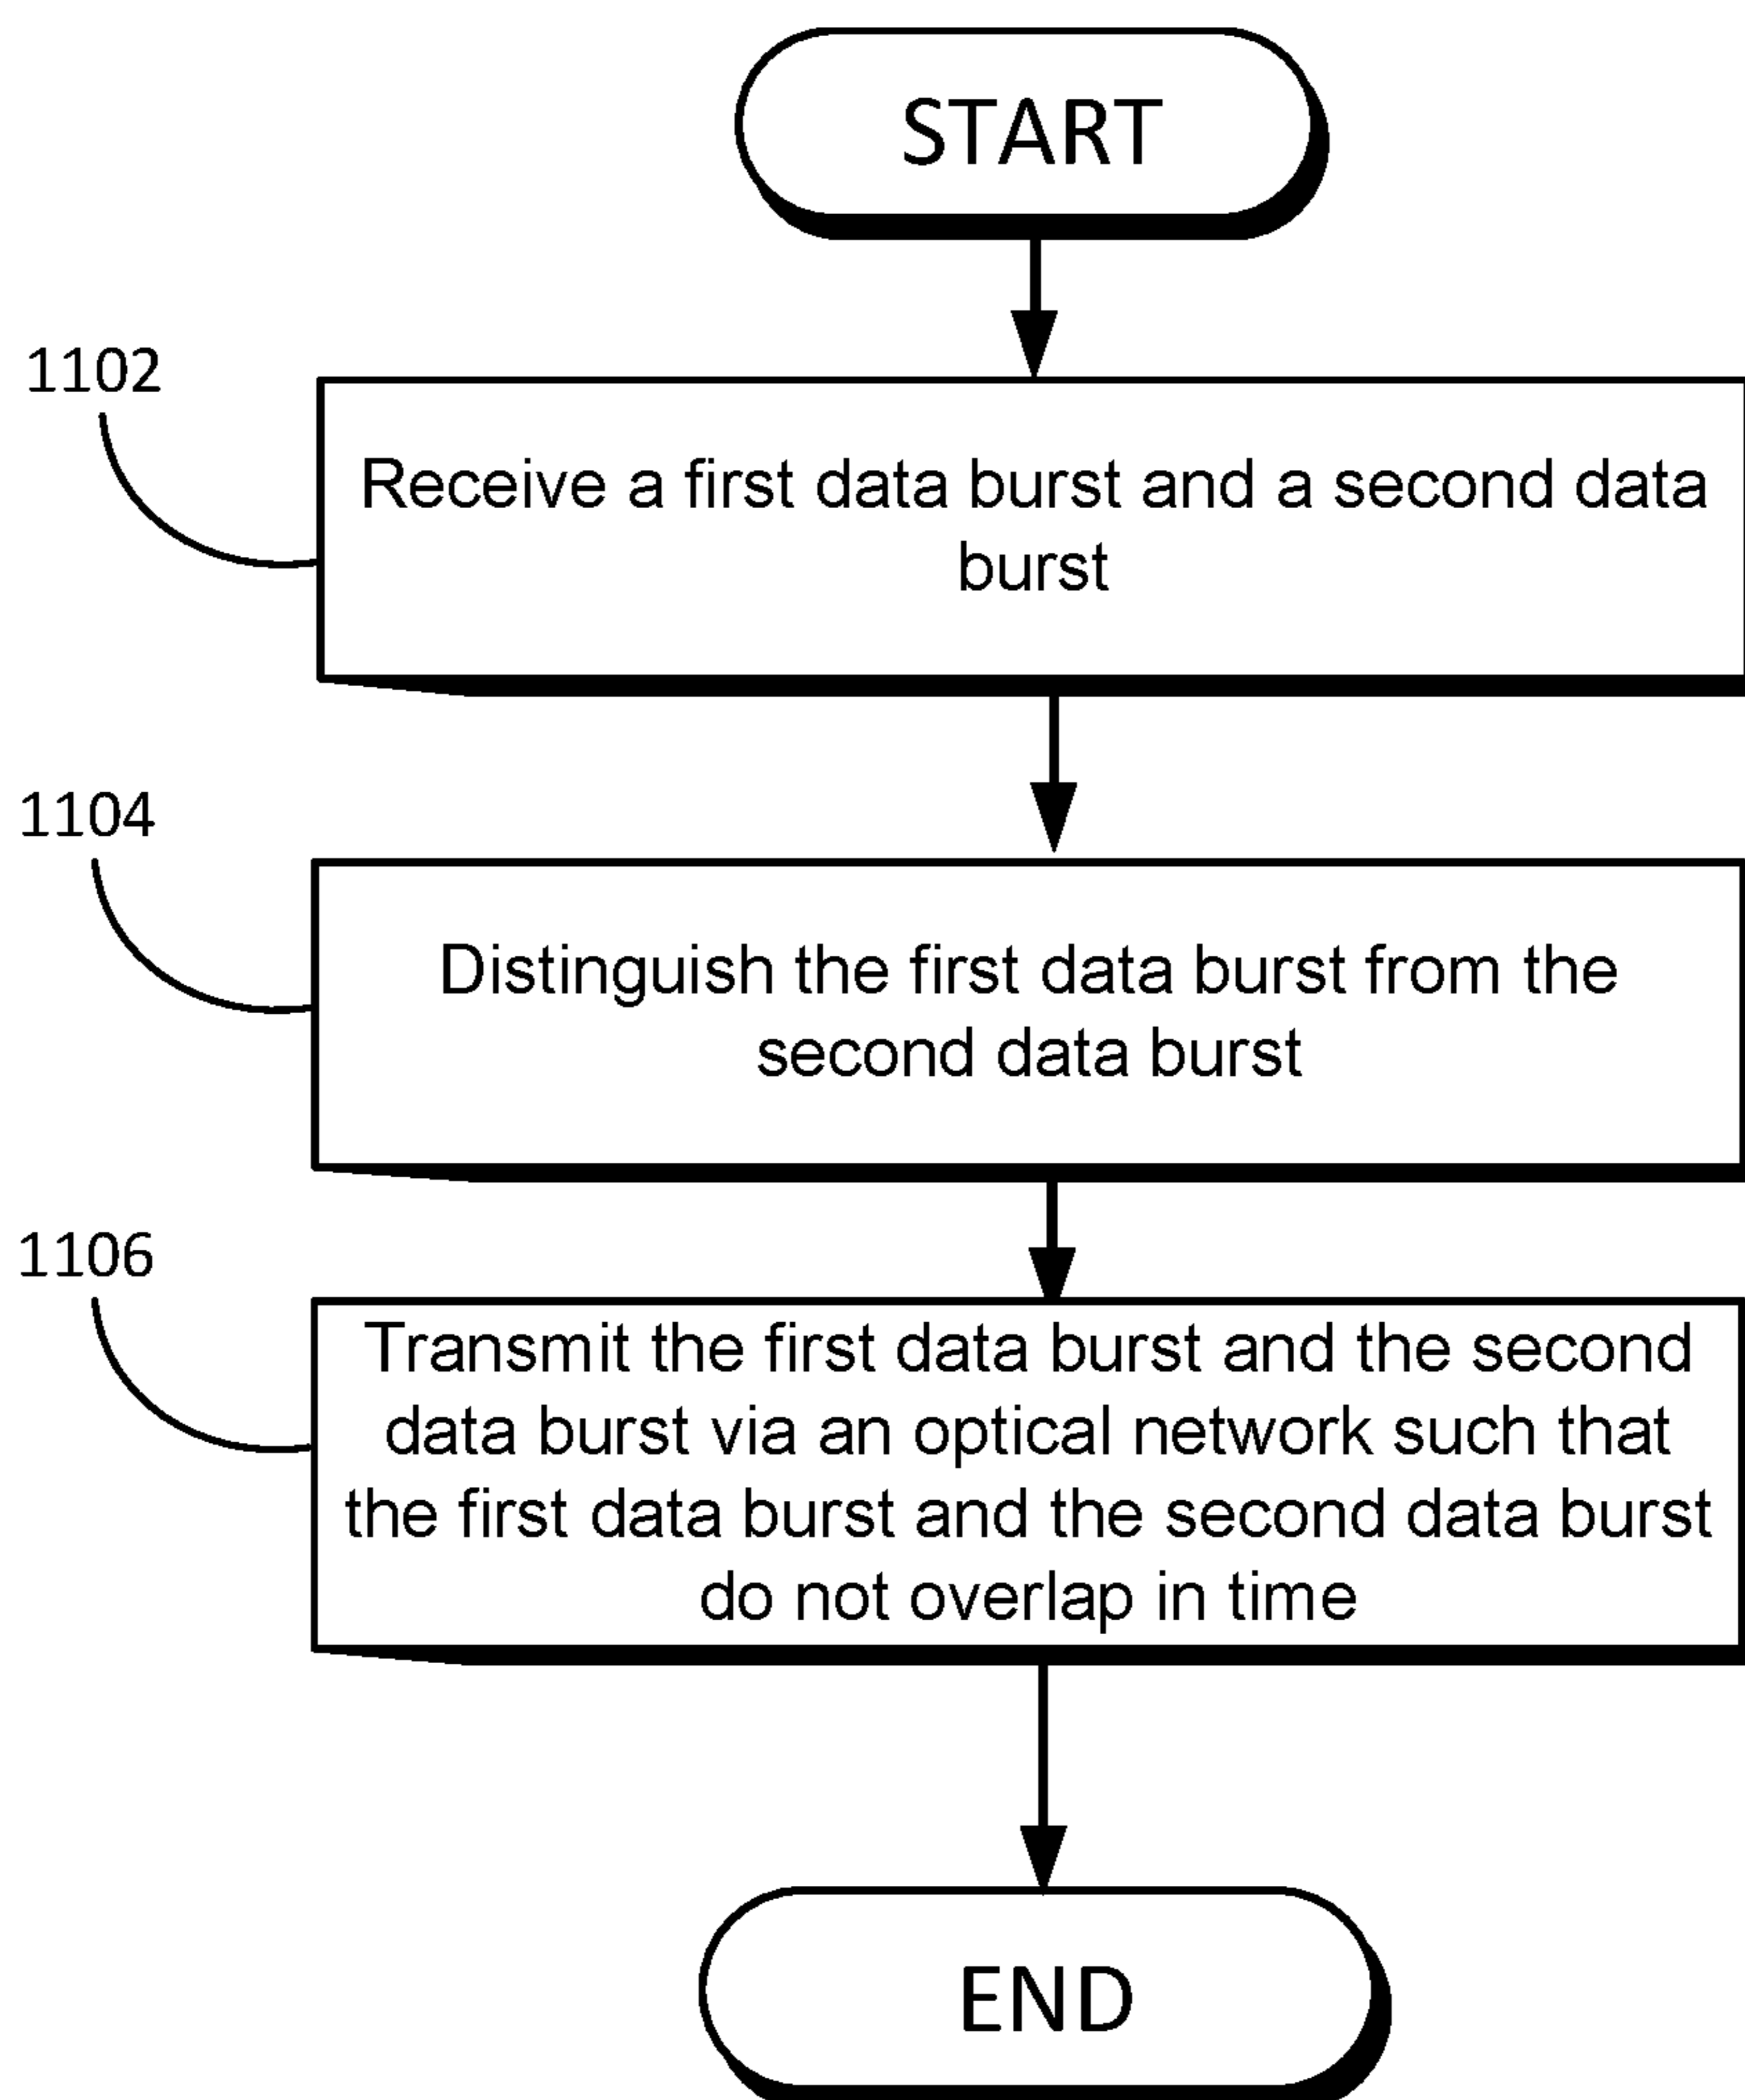 START
1102
Receive a first data burst and a second data
burst
1104
Distinguish the first data burst from the
second data burst
1106
Transmit the first data burst and the second
data burst via an optical network such that
the first data burst and the second data burst
do not overlap in time
END